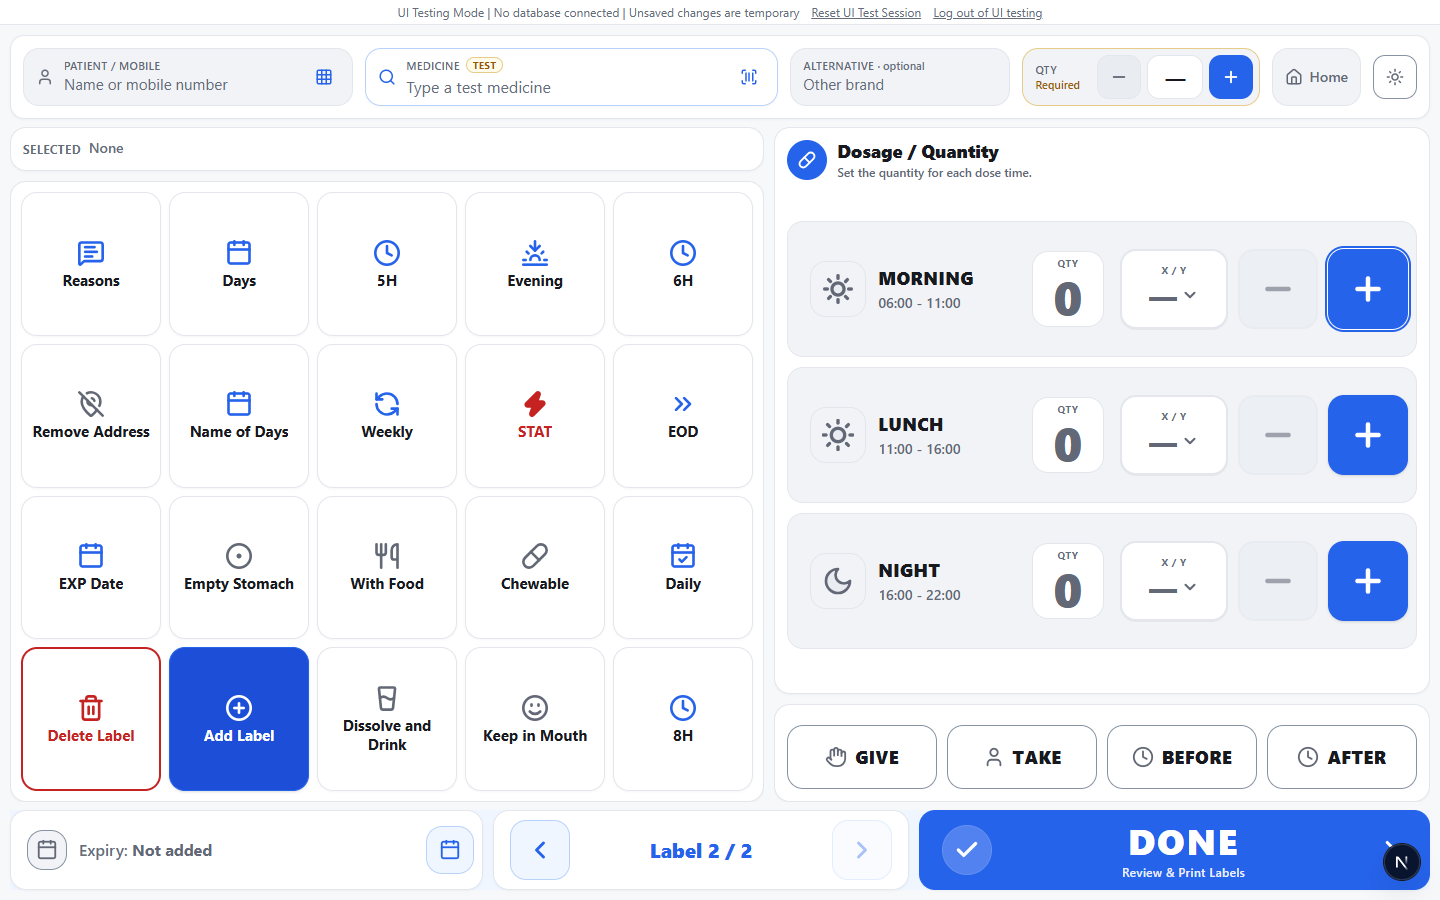 UI Testing Mode | No database connected | Unsaved changes are temporary Reset UI Test Session Log out of UI testing
PATIENT / MOBILE
Name or mobile number
MEDICINE TEST
Type a test medicine
ALTERNATIVE · optional
Other brand
QTY
Required
—
Home
SELECTED None
Reasons
Days
5H
Evening
6H
Remove Address
Name of Days
Weekly
STAT
EOD
EXP Date
Empty Stomach
With Food
Chewable
Daily
Delete Label
Add Label
Dissolve and
Drink
Keep in Mouth
8H
Dosage / Quantity
Set the quantity for each dose time.
MORNING
06:00 - 11:00
QTY
0
X / Y
—
LUNCH
11:00 - 16:00
QTY
0
X / Y
—
NIGHT
16:00 - 22:00
QTY
0
X / Y
—
GIVE
TAKE
BEFORE
AFTER
Expiry: Not added
Label 2 / 2
DONE
Review & Print Labels
N